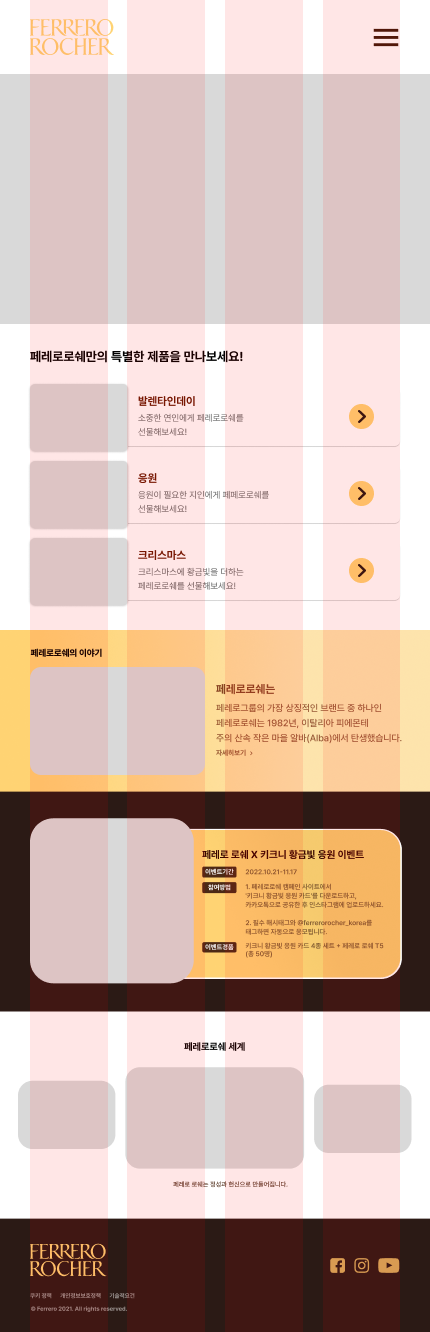 FERRERO
ROCHER
페레로로쉐만의 특별한 제품을 만나보세요!
발렌타인데이
소중한 연인에게 페레로로쉐를
선물해보세요!
응원
응원이 필요한 지인에게 페페로로쉐를
선물해보세요!
크리스마스
크리스마스에 황금빛을 더하는
페레로로쉐를 선물해보세요!
페레로로쉐의 이야기
페레로로쉐는
페레로그룹의 가장 상징적인 브랜드 중 하나인
페레로로쉐는 1982년, 이탈리아 피에몬테
주의 산속 작은 마을 알바(Alba)에서 탄생했습니다.
자세히보기 >
페레로 로쉐 X 키크니 황금빛 응원 이벤트
이벤트기간 2022.10.21-11.17
참여방법 1. 페레로로쉐 캠페인 사이트에서
'키크니 황금빛 응원 카드'를 다운로드하고,
카카오톡으로 공유한 후 인스타그램에 업로드하세요.
2. 필수 해시태그와 @ferrerorocher_korea를
태그하면 자동으로 응모됩니다.
이벤트경품 키크니 황금빛 응원 카드 4종 세트 + 페레로 로쉐 T5
(총 50명)
페레로로쉐 세계
페레로 로쉐는 정성과 헌신으로 만들어집니다.
FERRERO
ROCHER
쿠키 정책 개인정보보호정책 기술적요건
© Ferrero 2021. All rights reserved.